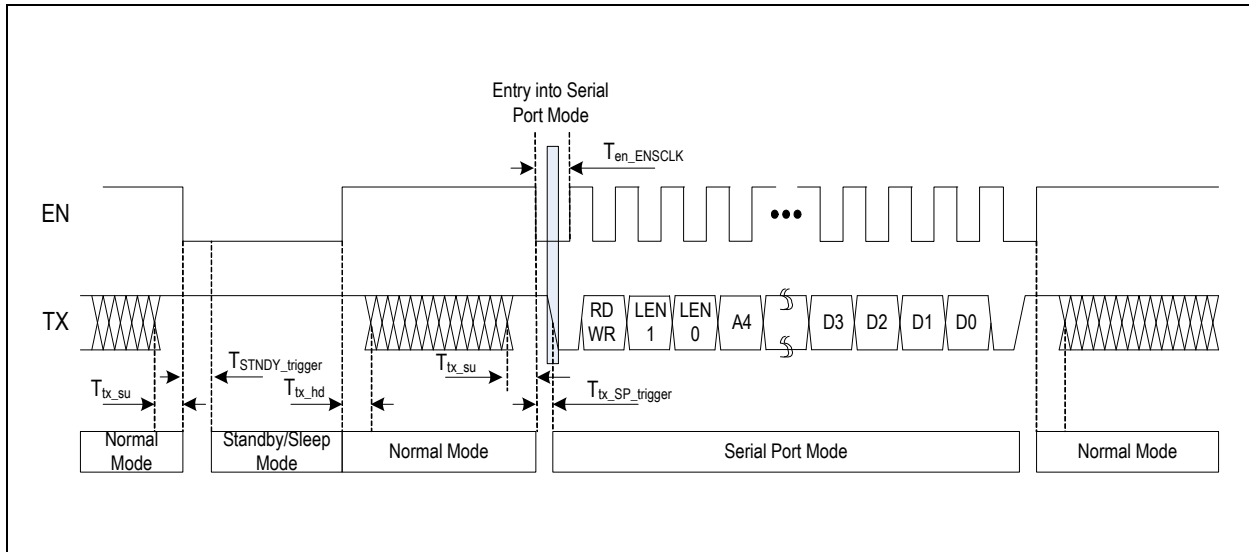 Entry into Serial
Port Mode
Ten_ENSCLK
EN
•••
TX
RD
WR
LEN
1
LEN
0
A4
D3
D2
D1
D0
Ttx_su
TSTNDY_trigger
Ttx_hd
Ttx_su
Ttx_SP_trigger
Normal
Mode
Standby/Sleep
Mode
Normal Mode
Serial Port Mode
Normal Mode